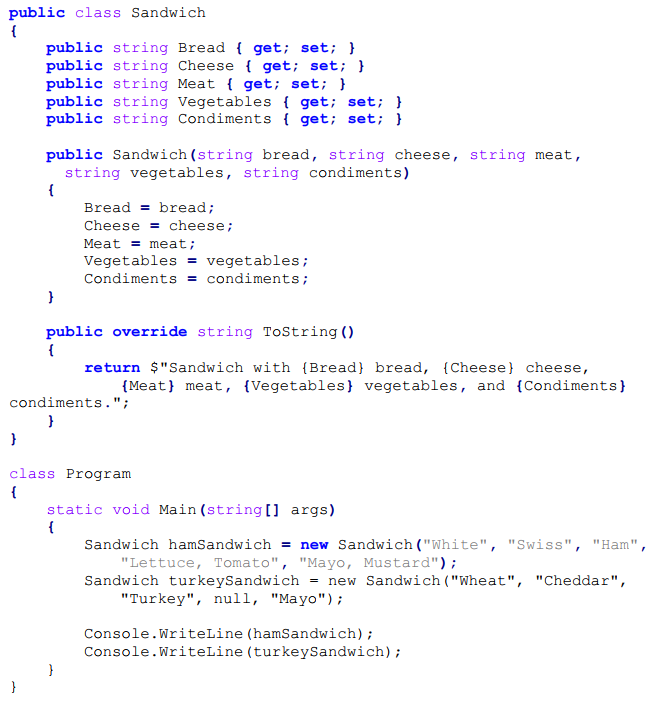 public class Sandwich
{
    public string Bread { get; set; }
    public string Cheese { get; set; }
    public string Meat { get; set; }
    public string Vegetables { get; set; }
    public string Condiments { get; set; }

    public Sandwich(string bread, string cheese, string meat,
      string vegetables, string condiments)
    {
        Bread = bread;
        Cheese = cheese;
        Meat = meat;
        Vegetables = vegetables;
        Condiments = condiments;
    }

    public override string ToString()
    {
        return $"Sandwich with {Bread} bread, {Cheese} cheese,
            {Meat} meat, {Vegetables} vegetables, and {Condiments}
condiments.";
    }
}

class Program
{
    static void Main(string[] args)
    {
        Sandwich hamSandwich = new Sandwich("White", "Swiss", "Ham",
            "Lettuce, Tomato", "Mayo, Mustard");
        Sandwich turkeySandwich = new Sandwich("Wheat", "Cheddar",
            "Turkey", null, "Mayo");

        Console.WriteLine(hamSandwich);
        Console.WriteLine(turkeySandwich);
    }
}